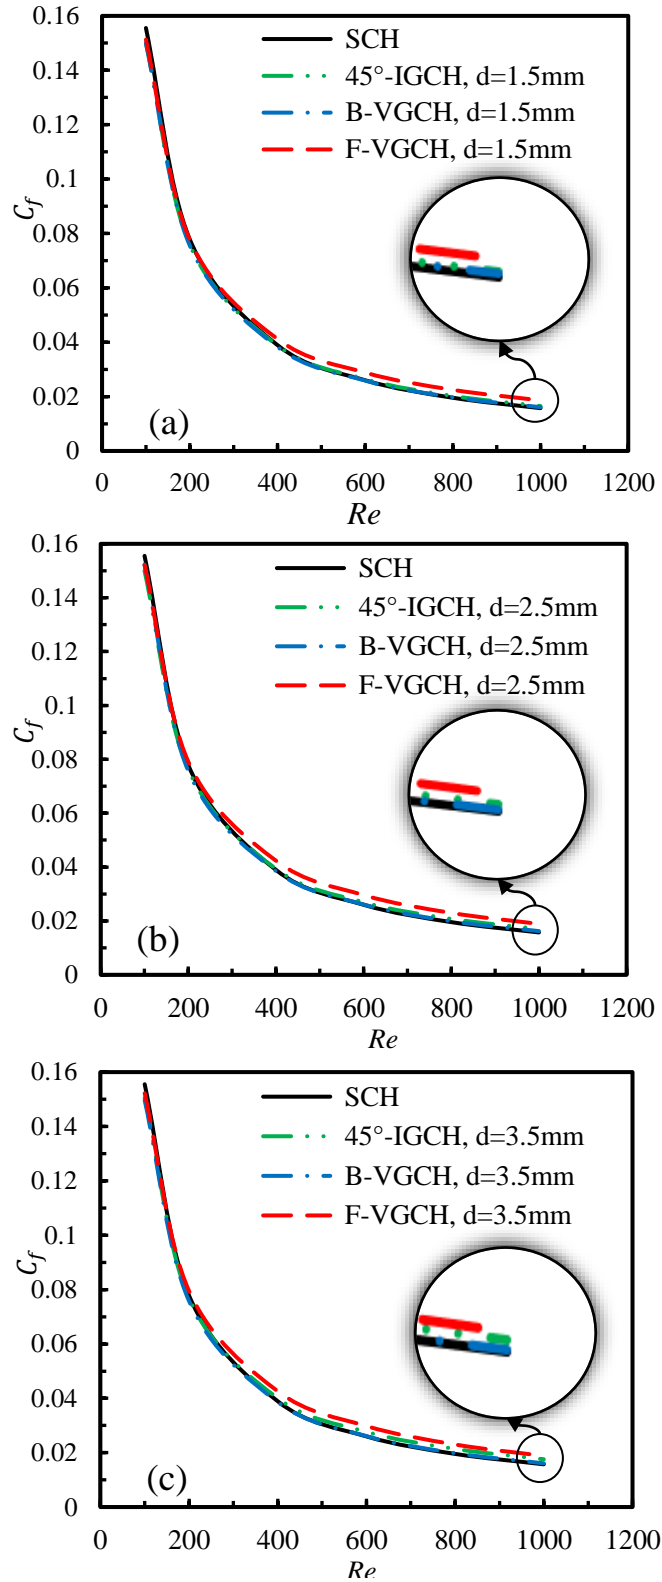 0.16
0.14
0.12
0.1
0.08
0.06
0.04
0.02
0
C_f
SCH
45°-IGCH, d=1.5mm
B-VGCH, d=1.5mm
F-VGCH, d=1.5mm
(a)
0 200 400 600 800 1000 1200
Re
0.16
0.14
0.12
0.1
0.08
0.06
0.04
0.02
0
C_f
SCH
45°-IGCH, d=2.5mm
B-VGCH, d=2.5mm
F-VGCH, d=2.5mm
(b)
0 200 400 600 800 1000 1200
Re
0.16
0.14
0.12
0.1
0.08
0.06
0.04
0.02
0
C_f
SCH
45°-IGCH, d=3.5mm
B-VGCH, d=3.5mm
F-VGCH, d=3.5mm
(c)
0 200 400 600 800 1000 1200
Re